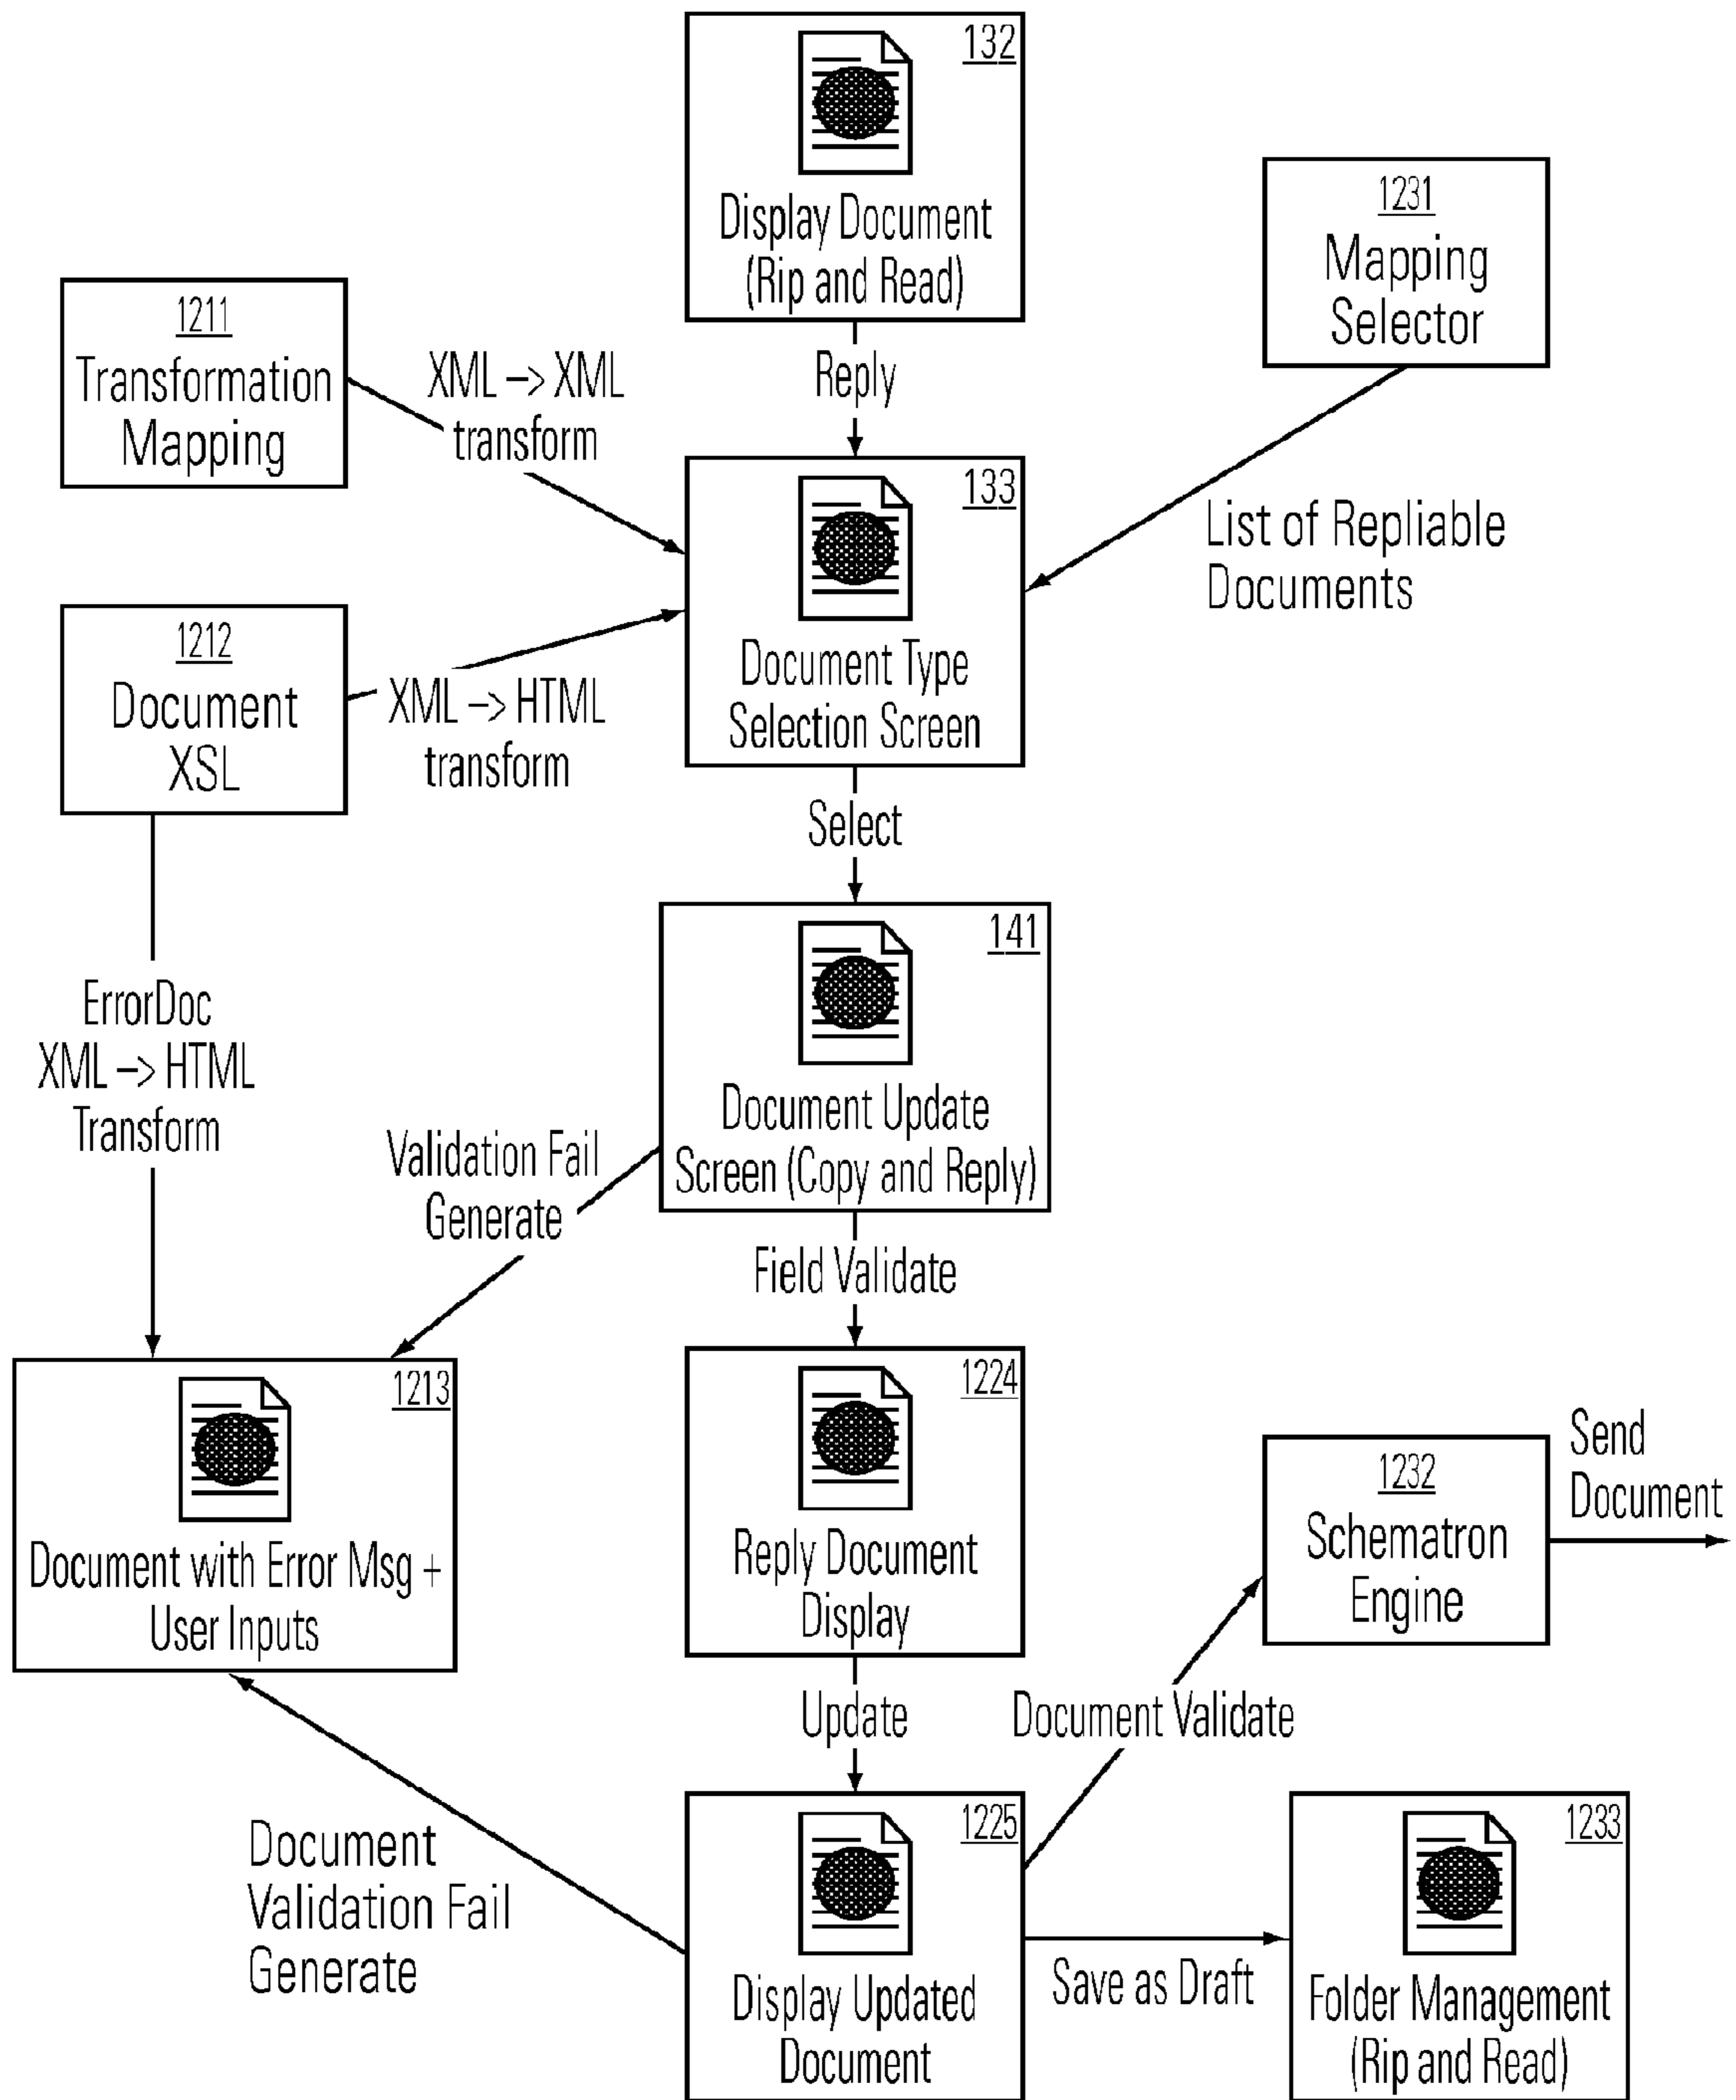 132
Display Document
(Rip and Read)
1231
Mapping
Selector
1211
Transformation
Mapping
XML –> XML
transform
Reply
133
Document Type
Selection Screen
List of Repliable
Documents
1212
Document
XSL
XML –> HTML
transform
Select
141
Document Update
Screen (Copy and Reply)
ErrorDoc
XML –> HTML
Transform
Validation Fail
Generate
Field Validate
1213
Document with Error Msg +
User Inputs
1224
Reply Document
Display
1232
Schematron
Engine
Send
Document
Update
Document Validate
Document
Validation Fail
Generate
1225
Display Updated
Document
Save as Draft
1233
Folder Management
(Rip and Read)